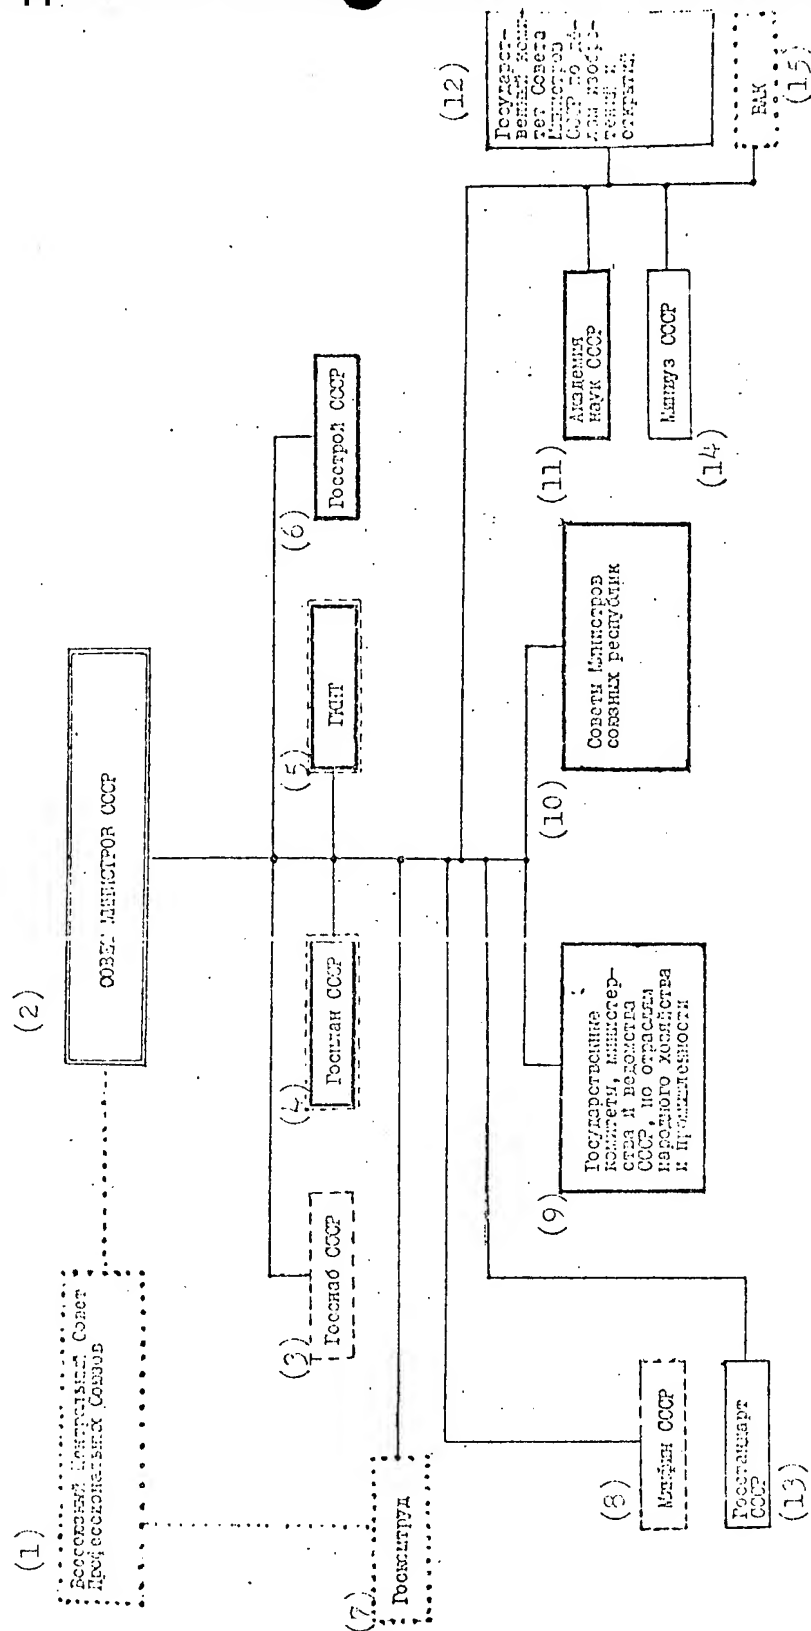 (1)
Всесоюзный Центральный Совет
Профессиональных Союзов
(2)
СОВЕТ МИНИСТРОВ СССР
(3)
Госснаб СССР
(4)
Госплан СССР
(5)
ГКНТ
(6)
Госстрой СССР
(7)
Госкомтруд
(8)
Минфин СССР
(13)
Госстандарт
СССР
(9)
Государственные
комитеты, министер-
ства и ведомства
СССР, по отраслям
народного хозяйства
и промышленности
(10)
Советы Министров
союзных республик
(11)
Академия
наук СССР
(14)
Минвуз СССР
(12)
Государст-
венный коми-
тет Совета
Министров
СССР по де-
лам изобре-
тений и
открытий
(15)
ВАК